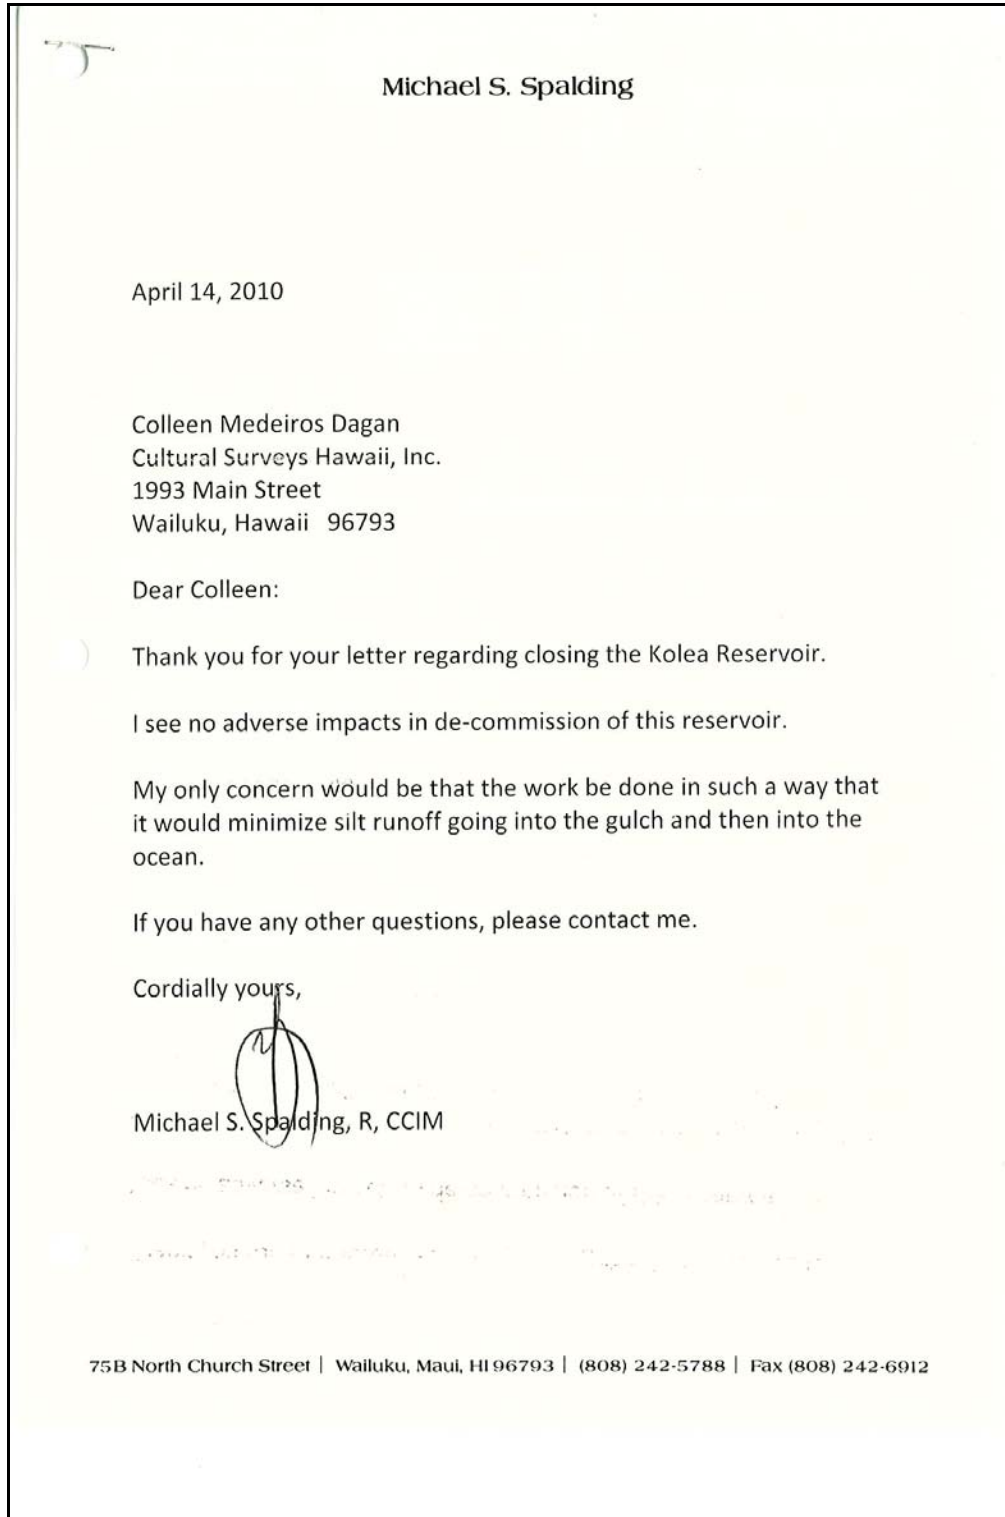 Michael S. Spalding
April 14, 2010
Colleen Medeiros Dagan
Cultural Surveys Hawaii, Inc.
1993 Main Street
Wailuku, Hawaii 96793
Dear Colleen:
Thank you for your letter regarding closing the Kolea Reservoir.
I see no adverse impacts in de-commission of this reservoir.
My only concern would be that the work be done in such a way that
it would minimize silt runoff going into the gulch and then into the
ocean.
If you have any other questions, please contact me.
Cordially yours,
Michael S. Spalding, R, CCIM
75B North Church Street | Wailuku, Maui, HI 96793 | (808) 242-5788 | Fax (808) 242-6912